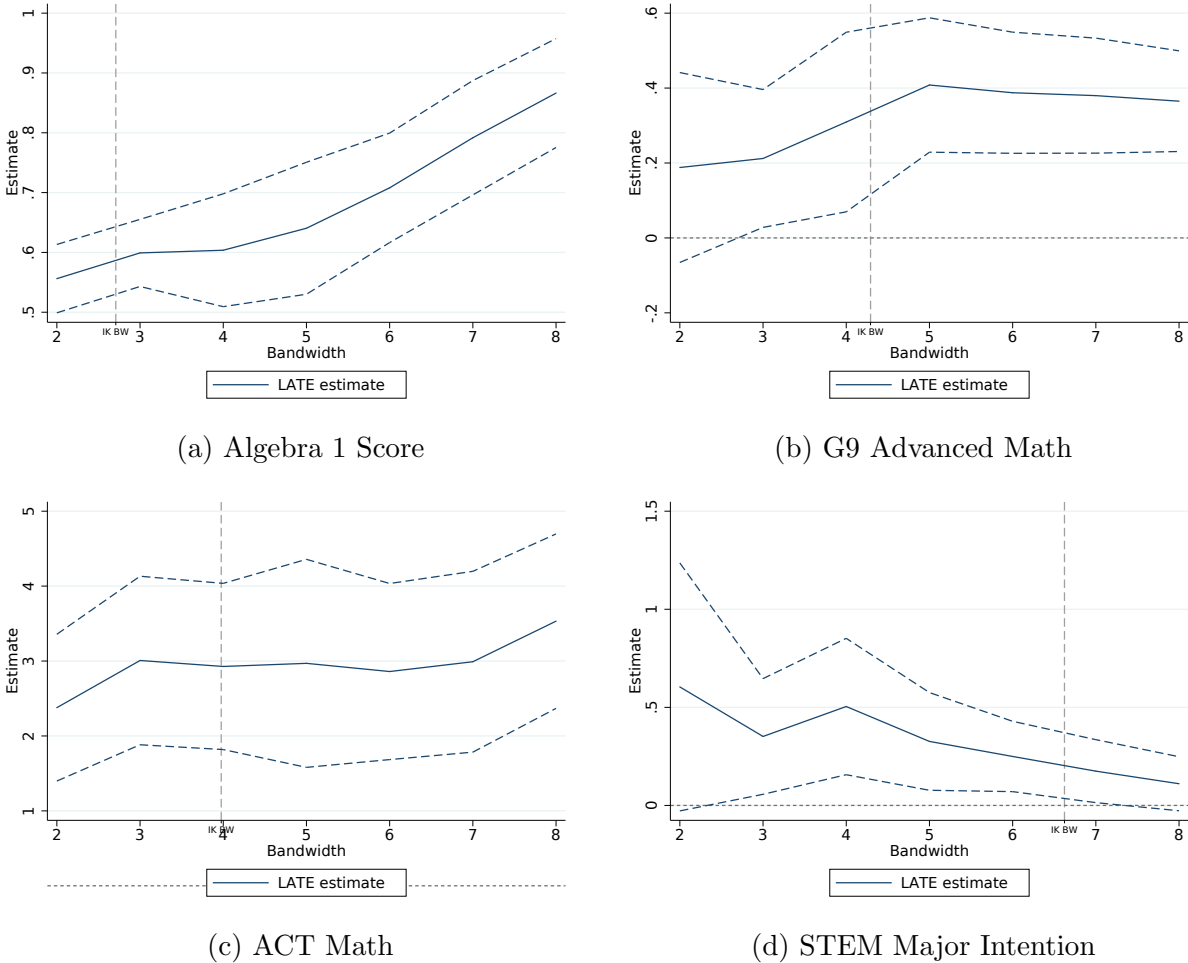 1
.9
.8
.7
.6
.5
Estimate
2 IK BW 3 4 5 6 7 8
Bandwidth
LATE estimate
(a) Algebra 1 Score
.6
.4
.2
0
-.2
Estimate
2 3 4 IK BW 5 6 7 8
Bandwidth
LATE estimate
(b) G9 Advanced Math
5
4
3
2
1
Estimate
2 3 4 5 6 7 8
IK BW
Bandwidth
LATE estimate
(c) ACT Math
1.5
1
.5
0
Estimate
2 3 4 5 6 IK BW 7 8
Bandwidth
LATE estimate
(d) STEM Major Intention